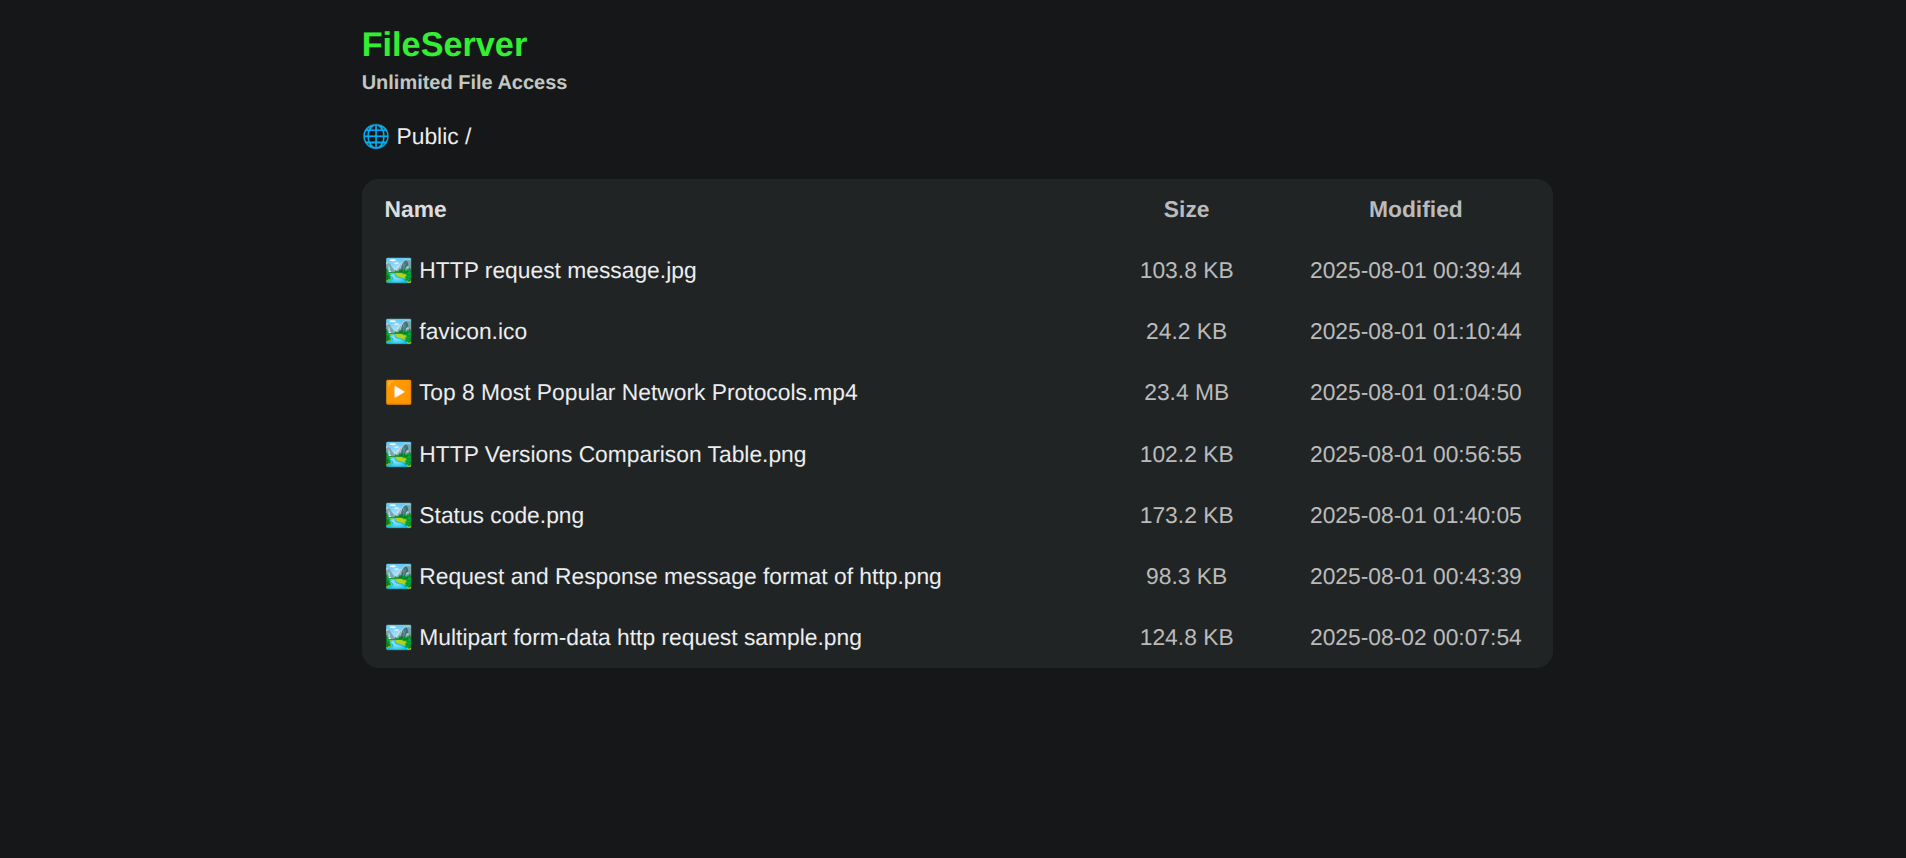 FileServer
Unlimited File Access
Public /
Name Size Modified
HTTP request message.jpg 103.8 KB 2025-08-01 00:39:44
favicon.ico 24.2 KB 2025-08-01 01:10:44
Top 8 Most Popular Network Protocols.mp4 23.4 MB 2025-08-01 01:04:50
HTTP Versions Comparison Table.png 102.2 KB 2025-08-01 00:56:55
Status code.png 173.2 KB 2025-08-01 01:40:05
Request and Response message format of http.png 98.3 KB 2025-08-01 00:43:39
Multipart form-data http request sample.png 124.8 KB 2025-08-02 00:07:54